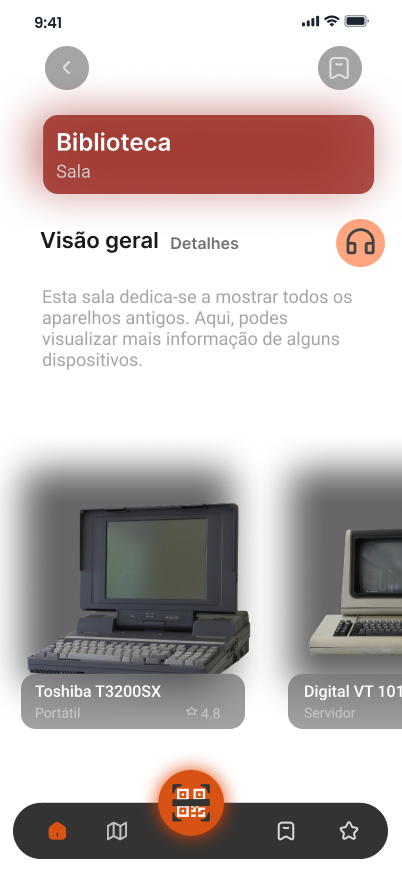 9:41
Biblioteca
Sala
Visão geral Detalhes
Esta sala dedica-se a mostrar todos os
aparelhos antigos. Aqui, podes
visualizar mais informação de alguns
dispositivos.
Toshiba T3200SX
Portátil 4.8
Digital VT 101
Servidor